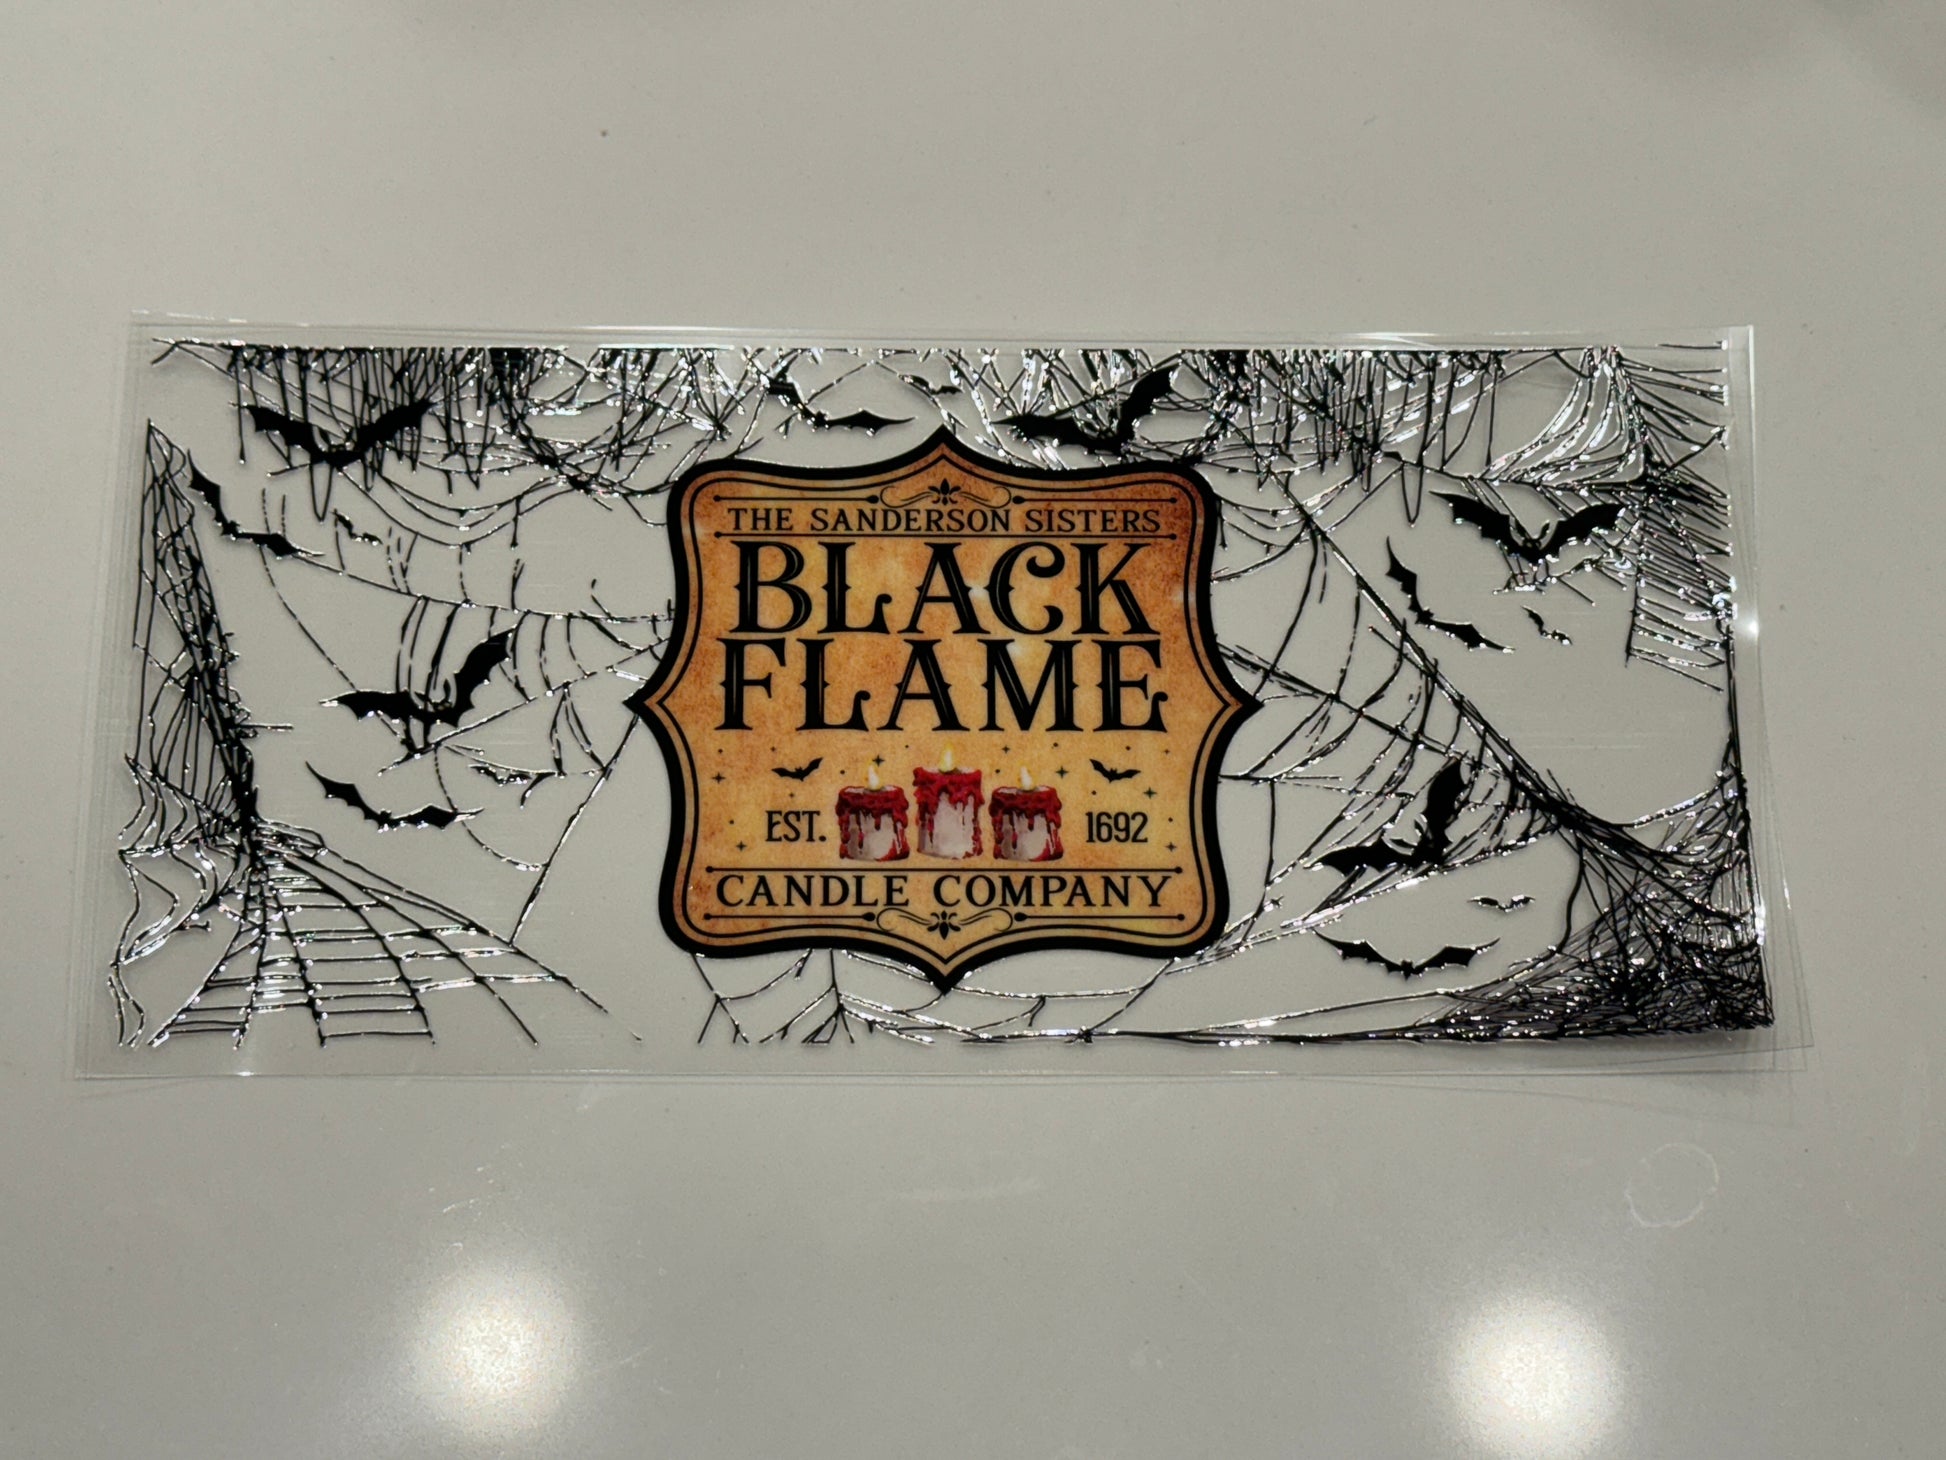 THE SANDERSON SISTERS
BLACK
FLAME
EST. 1692
CANDLE COMPANY